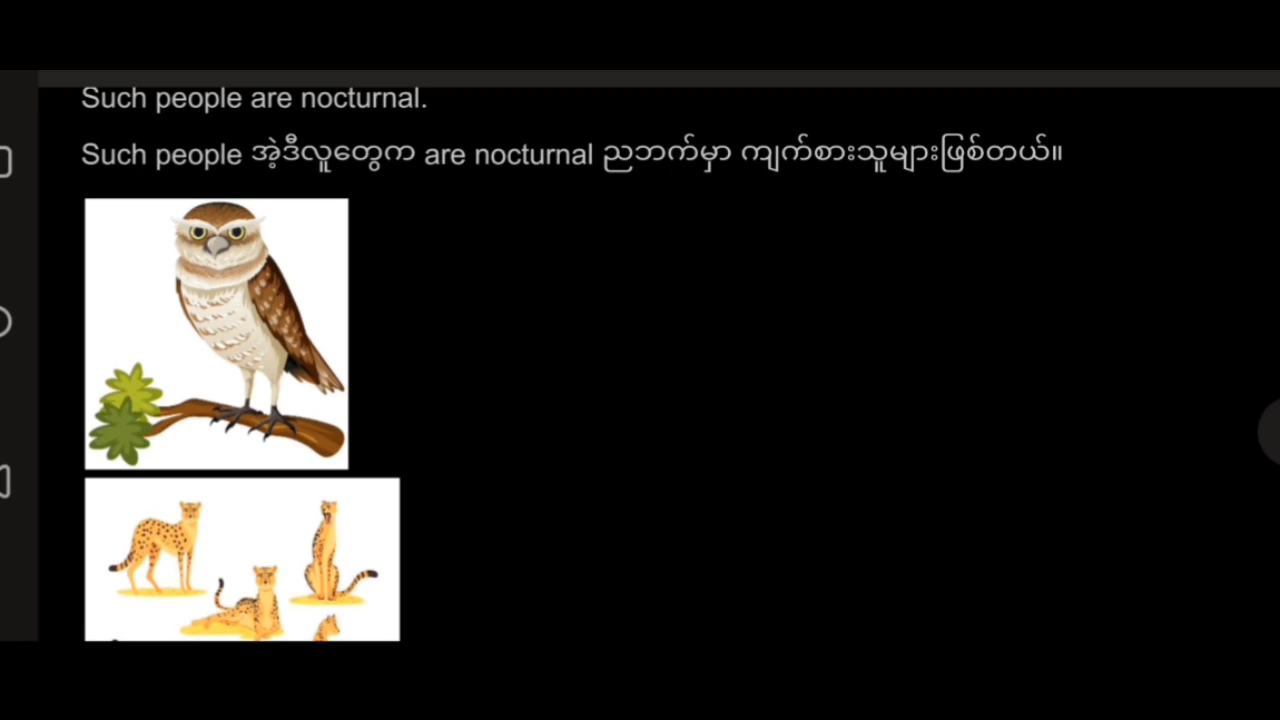 Such people are nocturnal.
Such people အဲ့ဒီလူတွေက are nocturnal ညဘက်မှာ ကျက်စားသူများဖြစ်တယ်။